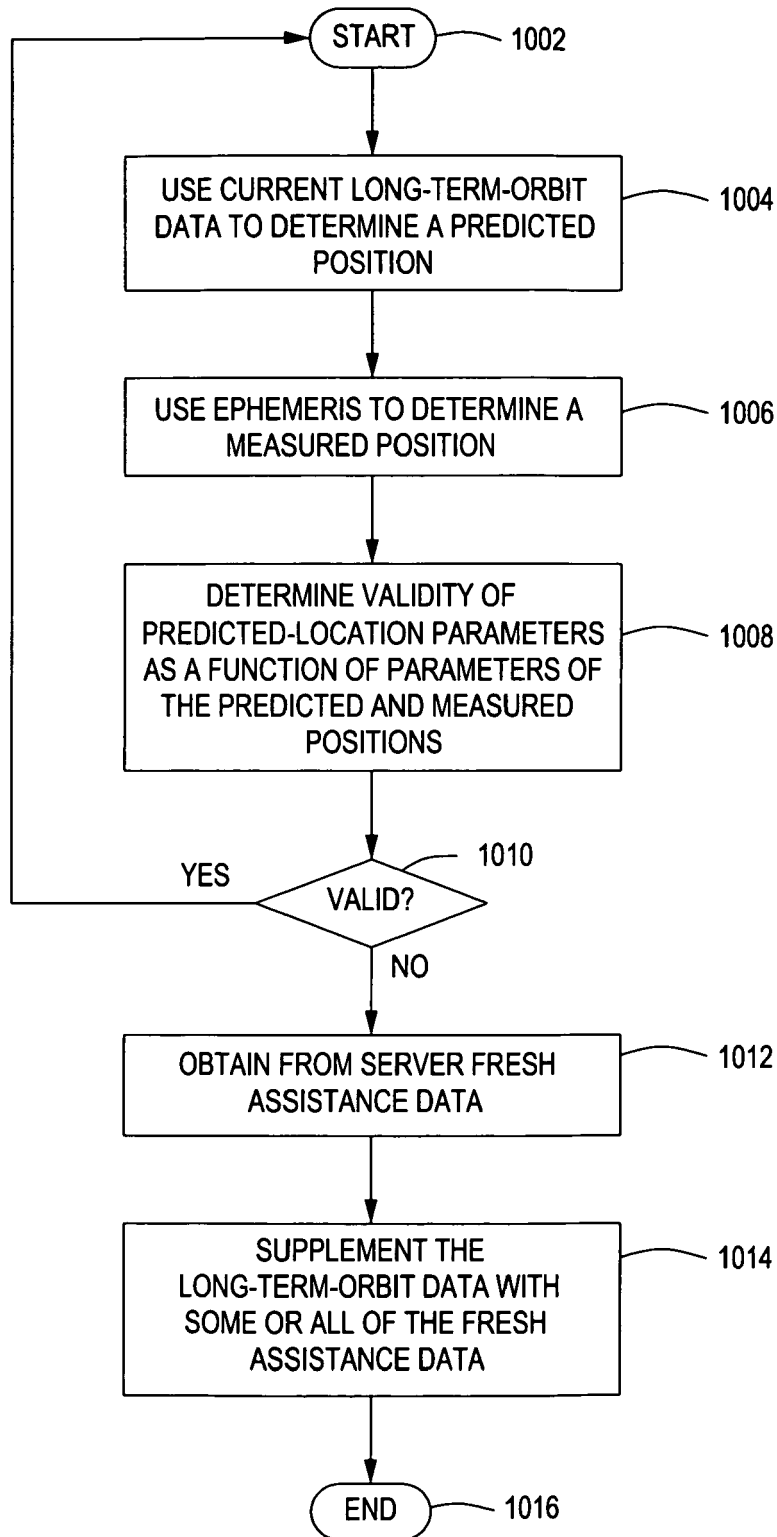 START
1002
USE CURRENT LONG-TERM-ORBIT
DATA TO DETERMINE A PREDICTED
POSITION
1004
USE EPHEMERIS TO DETERMINE A
MEASURED POSITION
1006
DETERMINE VALIDITY OF
PREDICTED-LOCATION PARAMETERS
AS A FUNCTION OF PARAMETERS OF
THE PREDICTED AND MEASURED
POSITIONS
1008
YES
VALID?
1010
NO
OBTAIN FROM SERVER FRESH
ASSISTANCE DATA
1012
SUPPLEMENT THE
LONG-TERM-ORBIT DATA WITH
SOME OR ALL OF THE FRESH
ASSISTANCE DATA
1014
END
1016